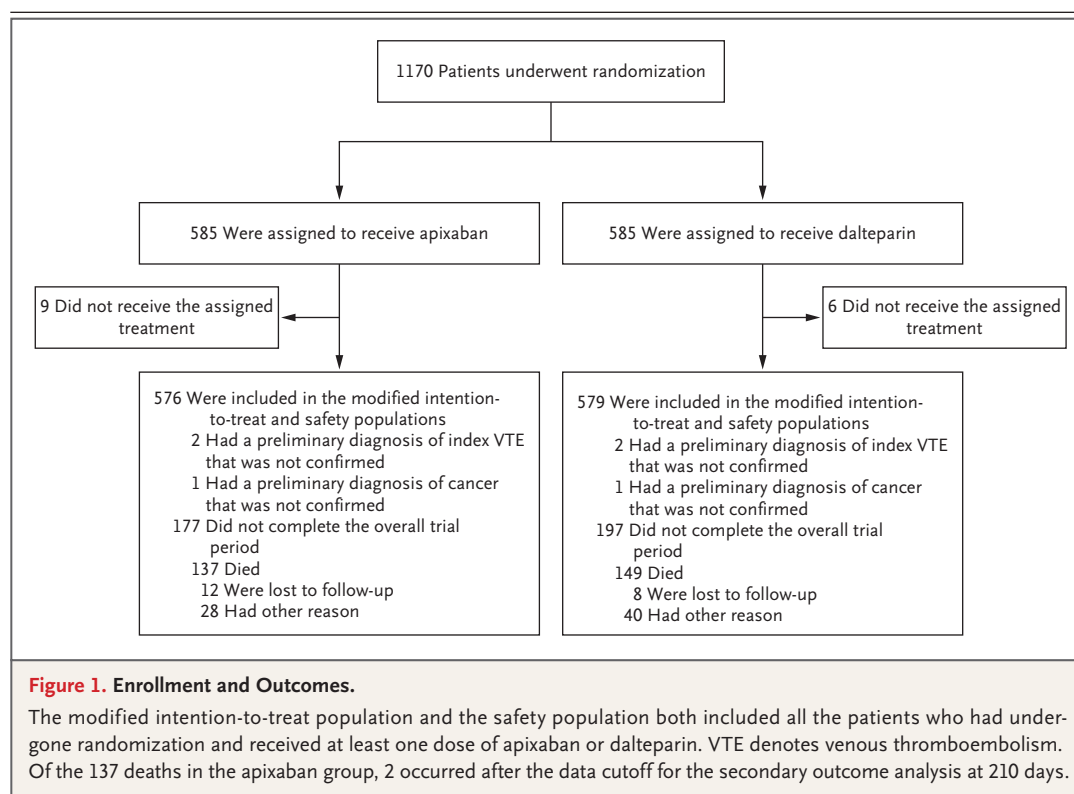 1170 Patients underwent randomization
585 Were assigned to receive apixaban
585 Were assigned to receive dalteparin
9 Did not receive the assigned
treatment
6 Did not receive the assigned
treatment
576 Were included in the modified intention-
to-treat and safety populations
2 Had a preliminary diagnosis of index VTE
that was not confirmed
1 Had a preliminary diagnosis of cancer
that was not confirmed
177 Did not complete the overall trial
period
137 Died
12 Were lost to follow-up
28 Had other reason
579 Were included in the modified intention-
to-treat and safety populations
2 Had a preliminary diagnosis of index VTE
that was not confirmed
1 Had a preliminary diagnosis of cancer
that was not confirmed
197 Did not complete the overall trial
period
149 Died
8 Were lost to follow-up
40 Had other reason
Figure 1. Enrollment and Outcomes.
The modified intention-to-treat population and the safety population both included all the patients who had under-
gone randomization and received at least one dose of apixaban or dalteparin. VTE denotes venous thromboembolism.
Of the 137 deaths in the apixaban group, 2 occurred after the data cutoff for the secondary outcome analysis at 210 days.